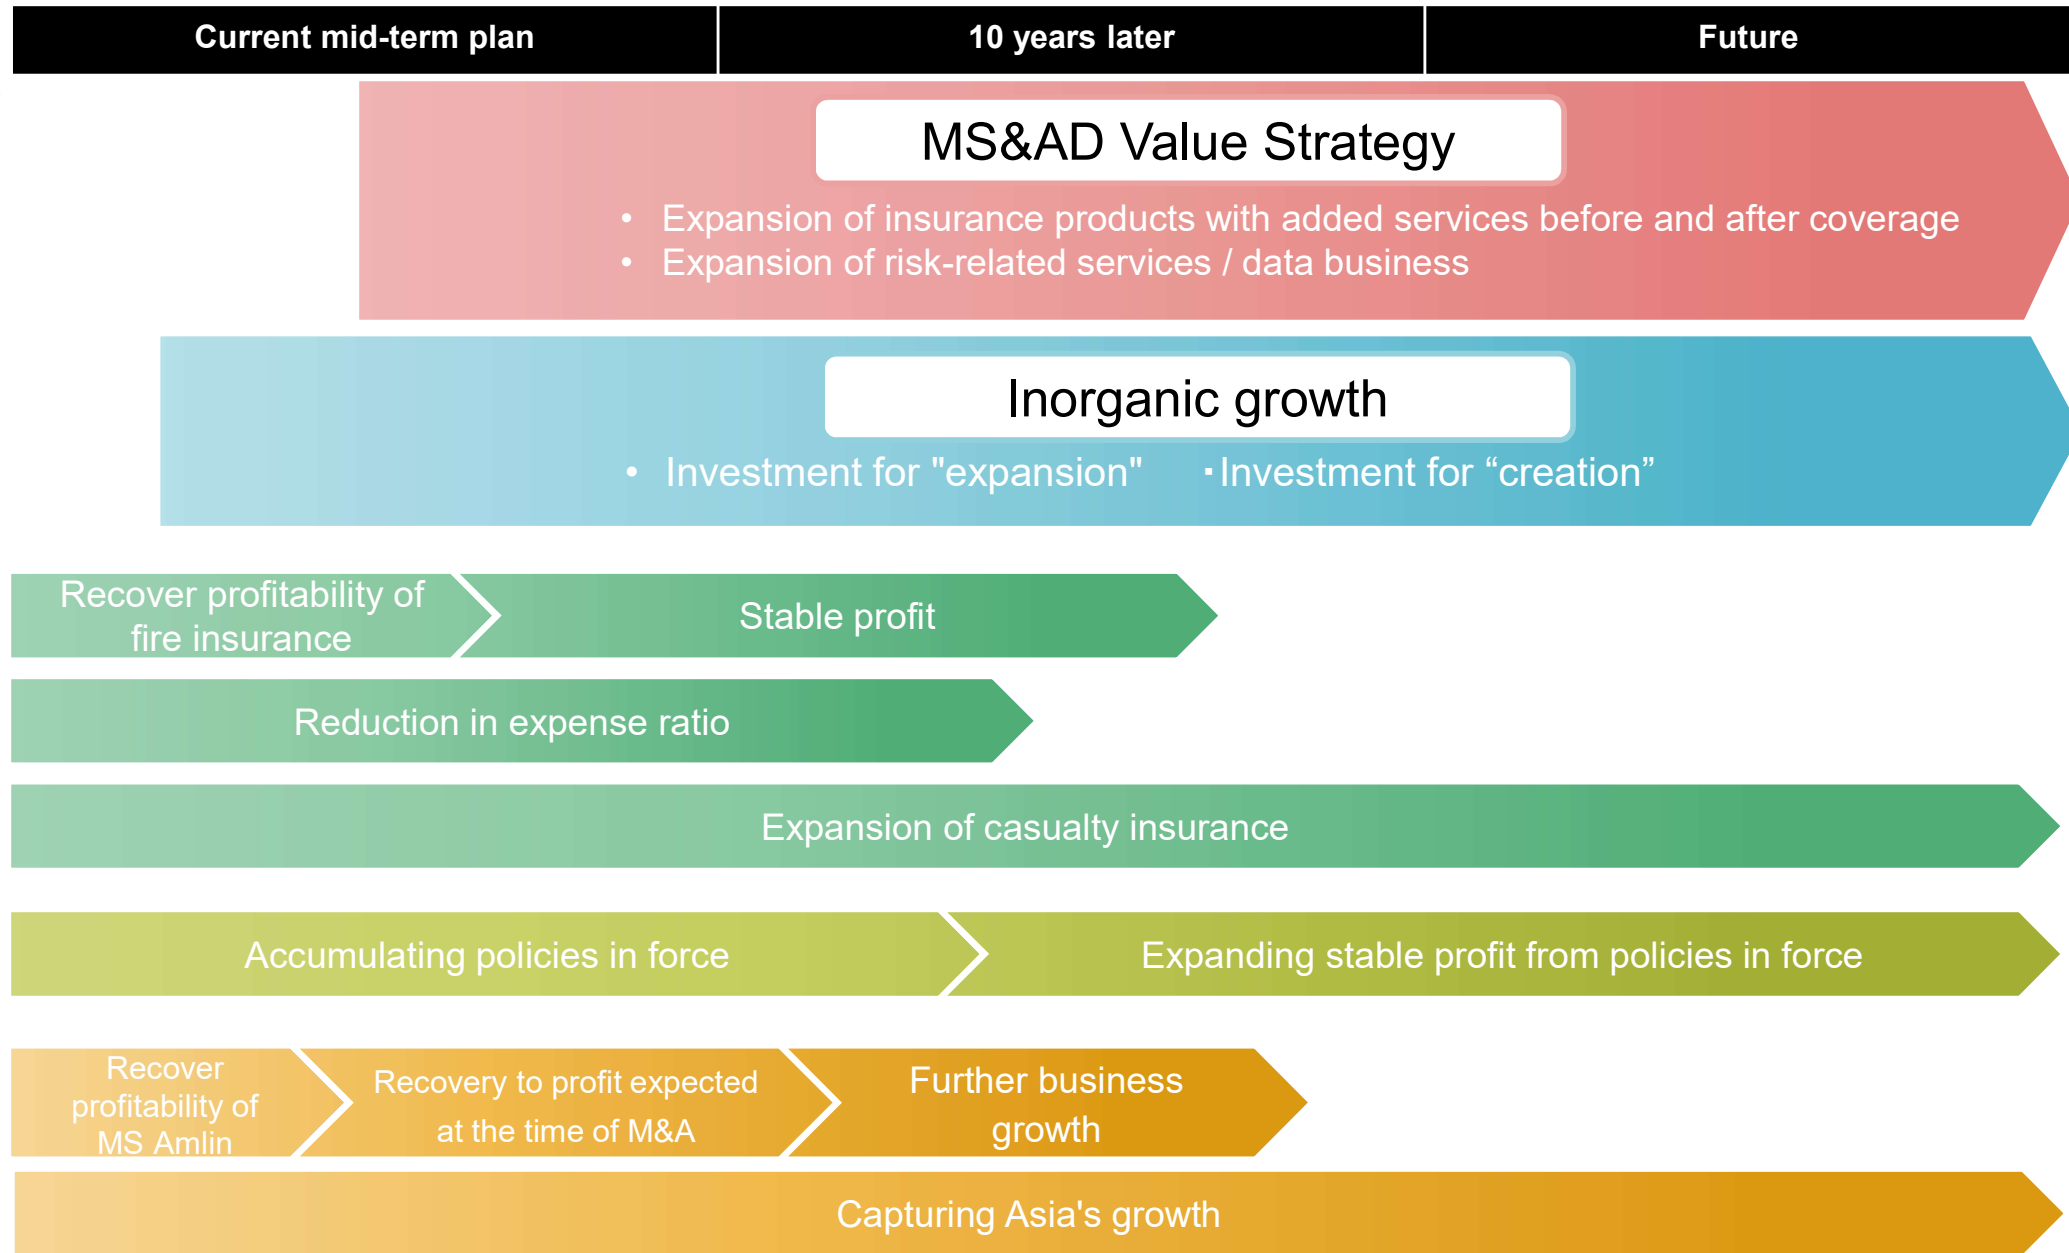 Current mid-term plan
10 years later
Future
MS&AD Value Strategy
• Expansion of insurance products with added services before and after coverage
• Expansion of risk-related services / data business
Inorganic growth
• Investment for "expansion" ▪Investment for “creation”
Recover profitability of
fire insurance
Stable profit
Reduction in expense ratio
Expansion of casualty insurance
Accumulating policies in force
Expanding stable profit from policies in force
Recover
profitability of
MS Amlin
Recovery to profit expected
at the time of M&A
Further business
growth
Capturing Asia's growth